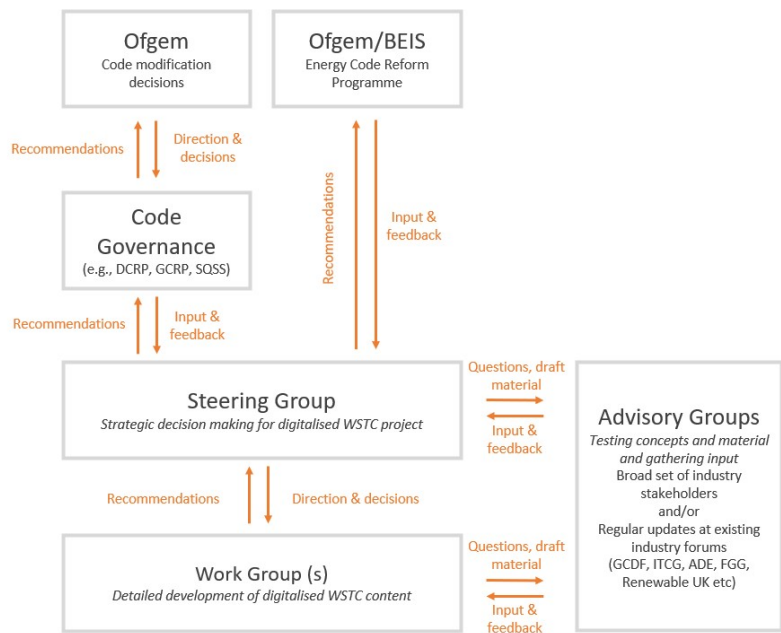 Ofgem
Code modification
decisions
Ofgem/BEIS
Energy Code Reform
Programme
Recommendations
Direction &
decisions
Recommendations
Input &
feedback
Code
Governance
(e.g., DCRP, GCRP, SQSS)
Recommendations
Input &
feedback
Steering Group
Strategic decision making for digitalised WSTC project
Questions, draft
material
Input &
feedback
Advisory Groups
Testing concepts and material
and gathering input
Broad set of industry
stakeholders
and/or
Regular updates at existing
industry forums
(GCDF, ITCG, ADE, FGG,
Renewable UK etc)
Recommendations
Direction & decisions
Work Group (s)
Detailed development of digitalised WSTC content
Questions, draft
material
Input &
feedback